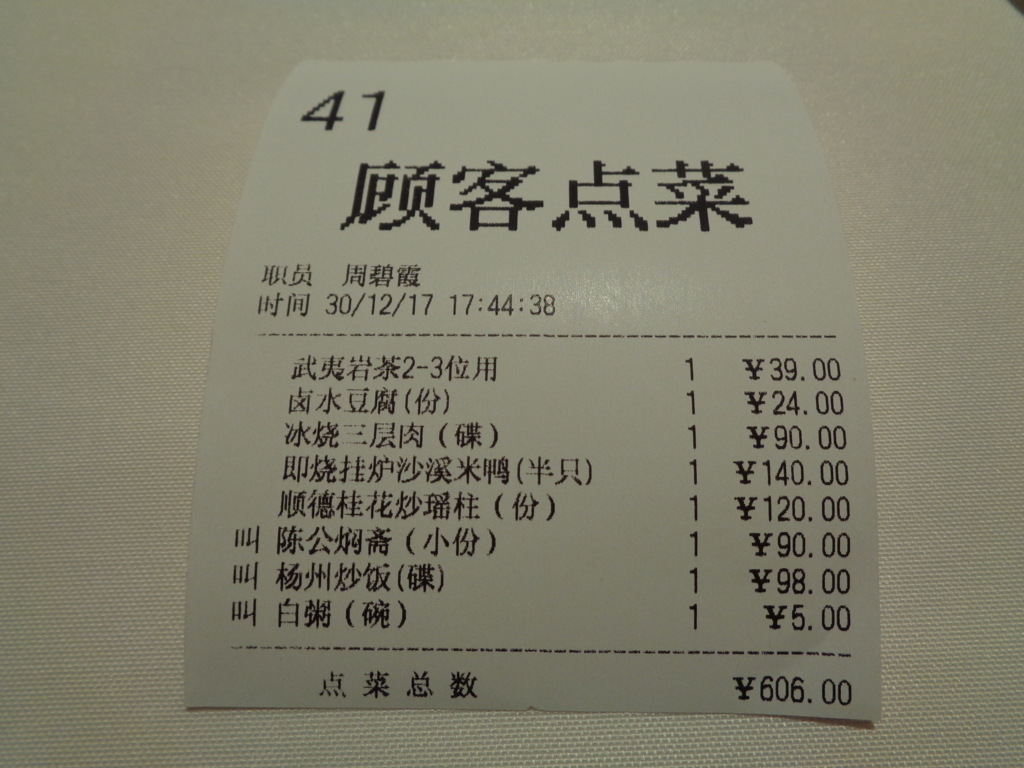 41
顾客点菜
职员 周碧霞
时间 30/12/17 17:44:38
武夷岩茶2-3位用 1 ¥39.00
卤水豆腐(份) 1 ¥24.00
冰烧三层肉(碟) 1 ¥90.00
即烧挂炉沙溪米鸭(半只) 1 ¥140.00
顺德桂花炒瑶柱(份) 1 ¥120.00
叫 陈公焖斋(小份) 1 ¥90.00
叫 杨州炒饭(碟) 1 ¥98.00
叫 白粥(碗) 1 ¥5.00
点菜总数 ¥606.00